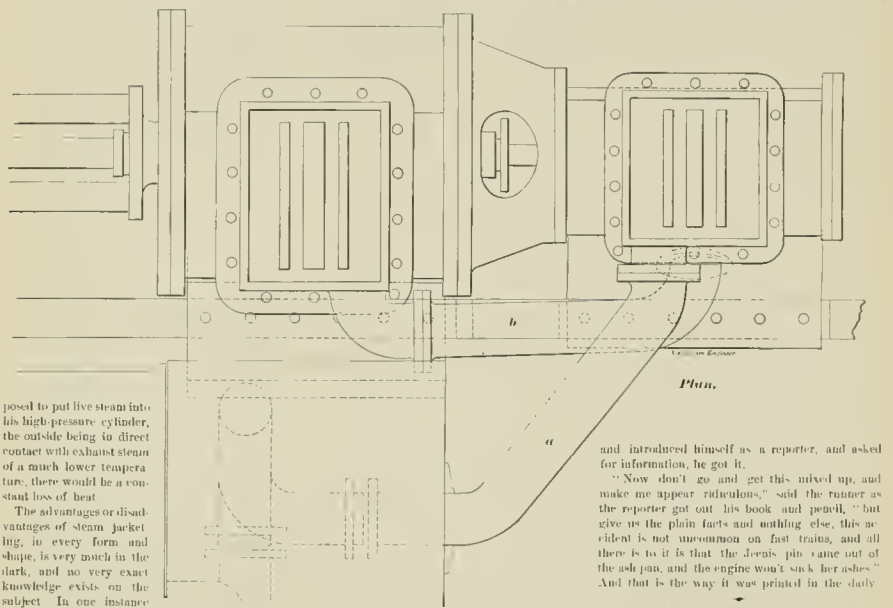 b
a
Plan.
posed to put live steam into
his high-pressure cylinder,
the outside being in direct
contact with exhaust steam
of a much lower tempera
ture, there would be a con-
stant loss of heat
The advantages or disad-
vantages of steam jacket
ing, in every form and
shape, is very much in the
dark, and no very exact
knowledge exists on the
subject In one instance
and introduced himself as a reporter, and asked
for information, he got it.
"Now don't go and get this mixed up, and
make me appear ridiculous," said the runner as
the reporter got out his book and pencil, "but
give us the plain facts and nothing else, this ac
cident is not uncommon on fast trains, and all
there is to it is that the Jeenis pin came out of
the ash pan, and the engine won't suck her ashes"
And that is the way it was printed in the daily